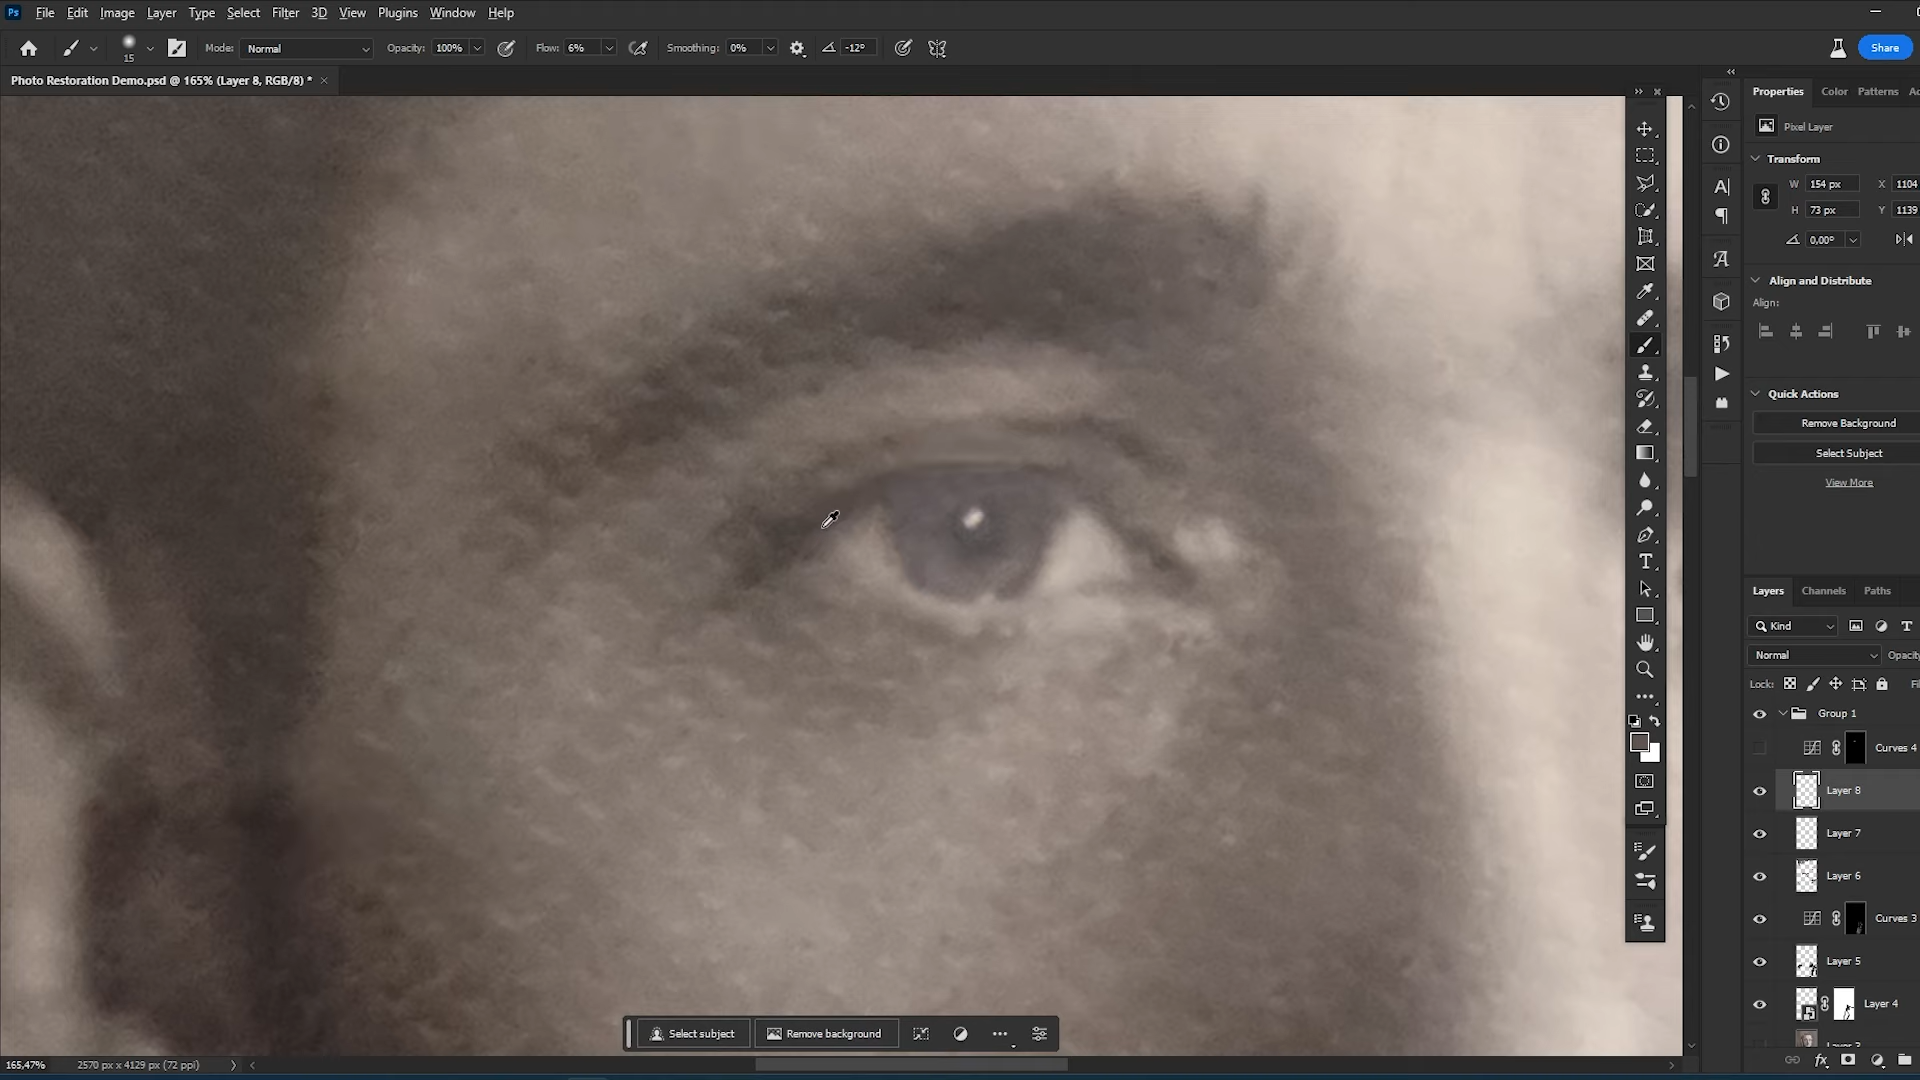 Ps File Edit Image Layer Type Select Filter 3D View Plugins Window Help
15 Mode: Normal Opacity: 100% Flow: 6% Smoothing: 0% -12° Share
Photo Restoration Demo.psd @ 165% (Layer 8, RGB/8) * ×
Properties Color Patterns Ac
Pixel Layer
Transform
W 154 px X 1104
H 73 px Y 1139
0,00°
Align and Distribute
Align:
Quick Actions
Remove Background
Select Subject
View More
Layers Channels Paths
Kind
Normal Opacity
Lock: Fi
Group 1
Curves 4
Layer 8
Layer 7
Layer 6
Curves 3
Layer 5
Layer 4
Select subject Remove background
165,47% 2570 px x 4129 px (72 ppi)